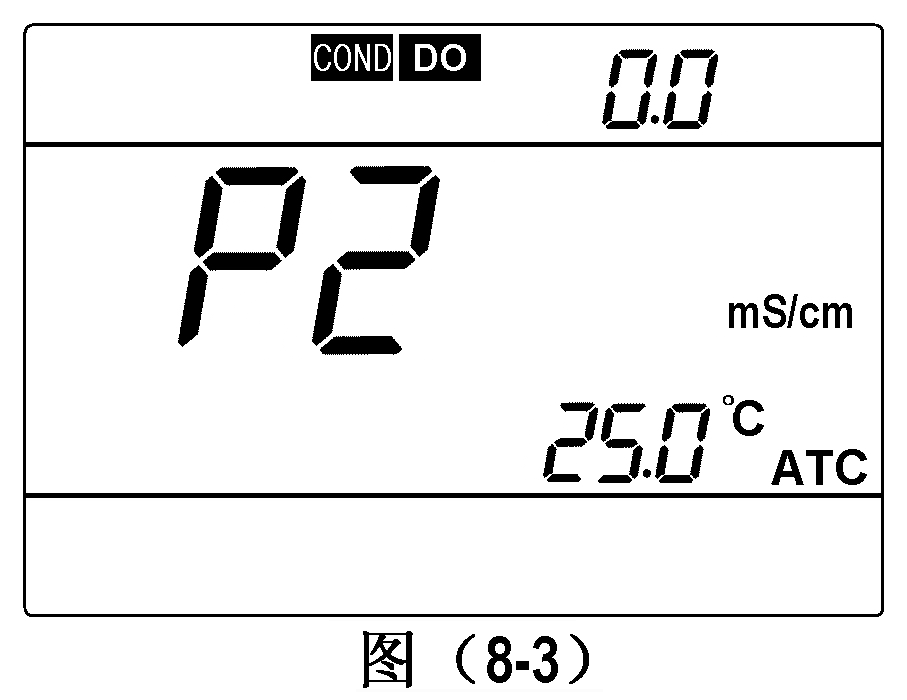 COND DO 0.0
P2
mS/cm
25.0 °C
ATC
图（8-3）